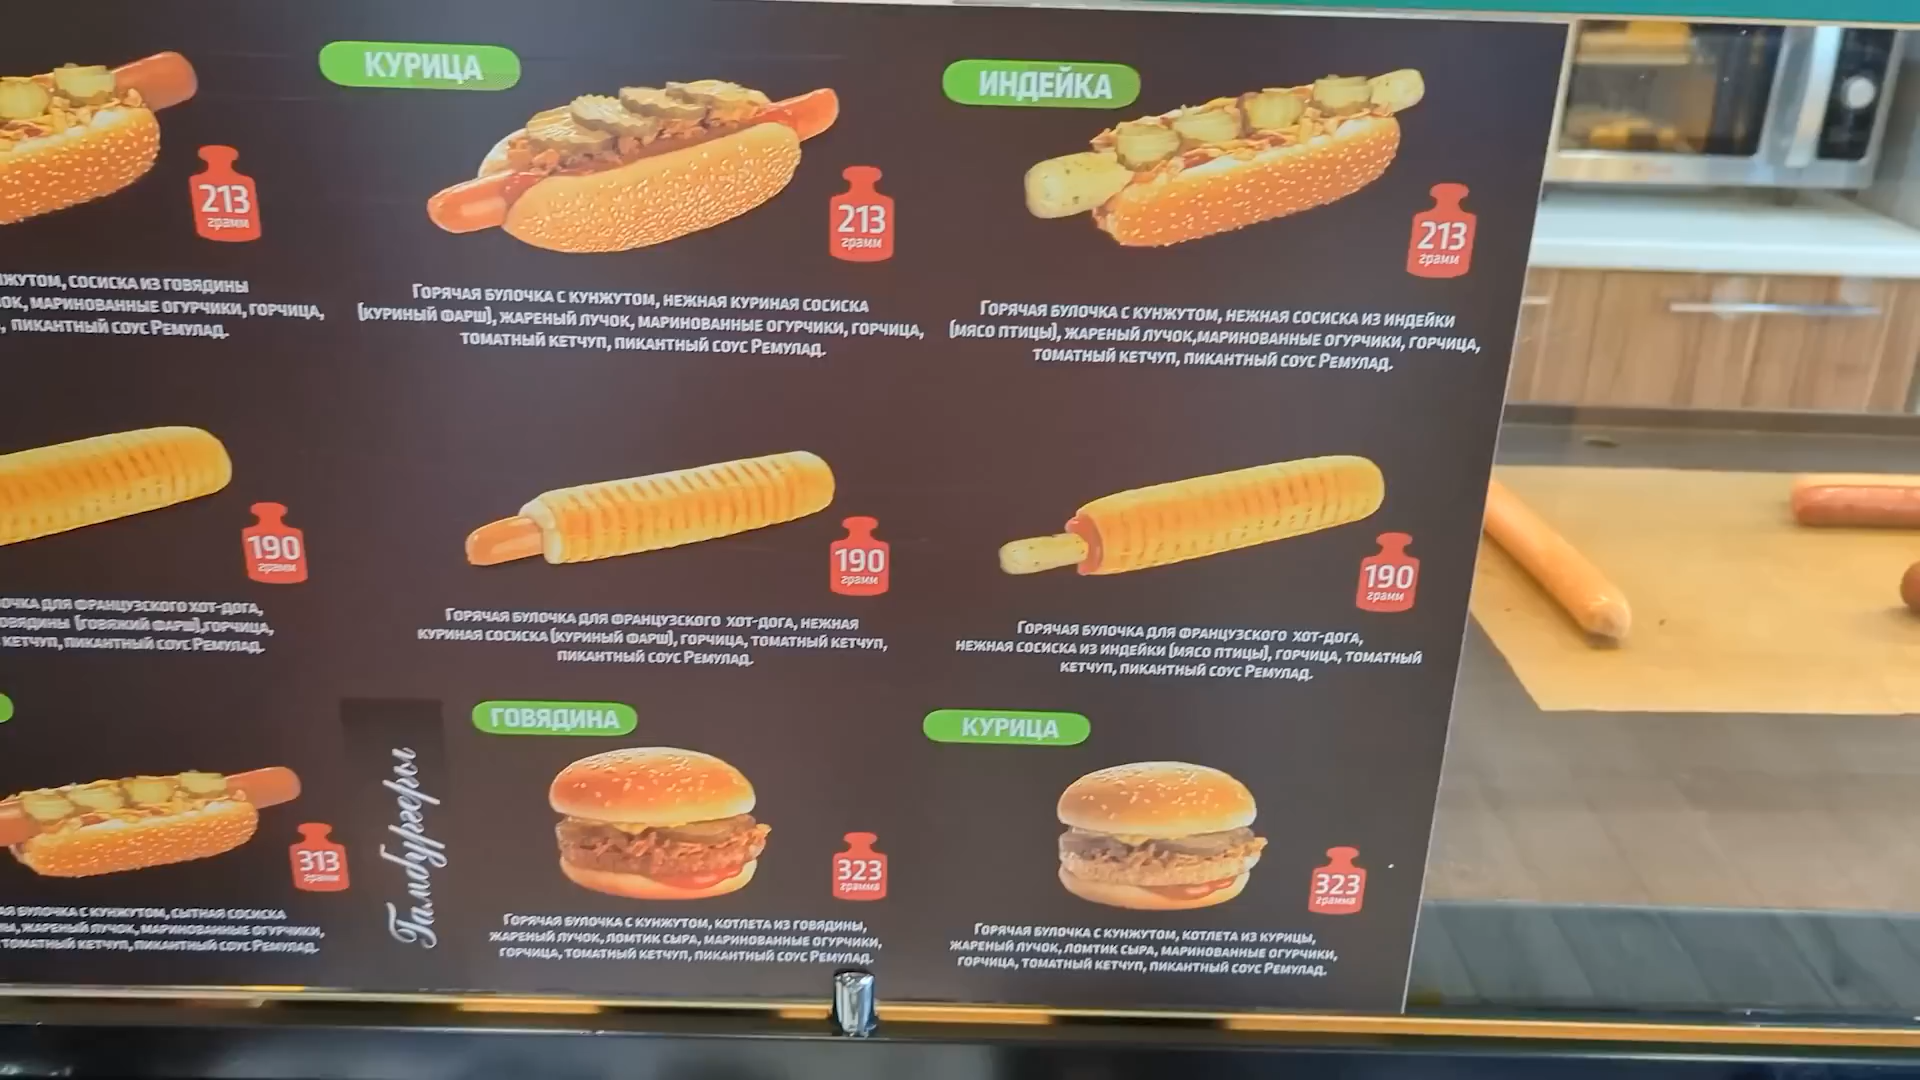 КУРИЦА
ИНДЕЙКА
213
грамм
213
грамм
213
грамм
СОСИСКА ИЗ ГОВЯДИНЫ
МАРИНОВАННЫЕ ОГУРЧИКИ, ГОРЧИЦА,
ПИКАНТНЫЙ СОУС РЕМУЛАД.
ГОРЯЧАЯ БУЛОЧКА С КУНЖУТОМ, НЕЖНАЯ КУРИНАЯ СОСИСКА
(КУРИНЫЙ ФАРШ), ЖАРЕНЫЙ ЛУЧОК, МАРИНОВАННЫЕ ОГУРЧИКИ, ГОРЧИЦА,
ТОМАТНЫЙ КЕТЧУП, ПИКАНТНЫЙ СОУС РЕМУЛАД.
ГОРЯЧАЯ БУЛОЧКА С КУНЖУТОМ, НЕЖНАЯ СОСИСКА ИЗ ИНДЕЙКИ
(МЯСО ПТИЦЫ), ЖАРЕНЫЙ ЛУЧОК,МАРИНОВАННЫЕ ОГУРЧИКИ, ГОРЧИЦА,
ТОМАТНЫЙ КЕТЧУП, ПИКАНТНЫЙ СОУС РЕМУЛАД.
190
грамм
190
грамм
190
грамм
ДЛЯ ФРАНЦУЗСКОГО ХОТ-ДОГА,
(ГОВЯЖИЙ ФАРШ),ГОРЧИЦА,
КЕТЧУП, ПИКАНТНЫЙ СОУС РЕМУЛАД.
ГОРЯЧАЯ БУЛОЧКА ДЛЯ ФРАНЦУЗСКОГО ХОТ-ДОГА, НЕЖНАЯ
КУРИНАЯ СОСИСКА (КУРИНЫЙ ФАРШ), ГОРЧИЦА, ТОМАТНЫЙ КЕТЧУП,
ПИКАНТНЫЙ СОУС РЕМУЛАД.
ГОРЯЧАЯ БУЛОЧКА ДЛЯ ФРАНЦУЗСКОГО ХОТ-ДОГА,
НЕЖНАЯ СОСИСКА ИЗ ИНДЕЙКИ (МЯСО ПТИЦЫ), ГОРЧИЦА, ТОМАТНЫЙ
КЕТЧУП, ПИКАНТНЫЙ СОУС РЕМУЛАД.
313
грамм
БУЛОЧКА С КУНЖУТОМ, СЫТНАЯ СОСИСКА
ЖАРЕНЫЙ ЛУЧОК, МАРИНОВАННЫЕ ОГУРЧИКИ,
ТОМАТНЫЙ КЕТЧУП, ПИКАНТНЫЙ СОУС РЕМУЛАД.
Гамбургеры
ГОВЯДИНА
323
грамма
ГОРЯЧАЯ БУЛОЧКА С КУНЖУТОМ, КОТЛЕТА ИЗ ГОВЯДИНЫ,
ЖАРЕНЫЙ ЛУЧОК, ЛОМТИК СЫРА, МАРИНОВАННЫЕ ОГУРЧИКИ,
ГОРЧИЦА, ТОМАТНЫЙ КЕТЧУП, ПИКАНТНЫЙ СОУС РЕМУЛАД.
КУРИЦА
323
грамма
ГОРЯЧАЯ БУЛОЧКА С КУНЖУТОМ, КОТЛЕТА ИЗ КУРИЦЫ,
ЖАРЕНЫЙ ЛУЧОК, ЛОМТИК СЫРА, МАРИНОВАННЫЕ ОГУРЧИКИ,
ГОРЧИЦА, ТОМАТНЫЙ КЕТЧУП, ПИКАНТНЫЙ СОУС РЕМУЛАД.